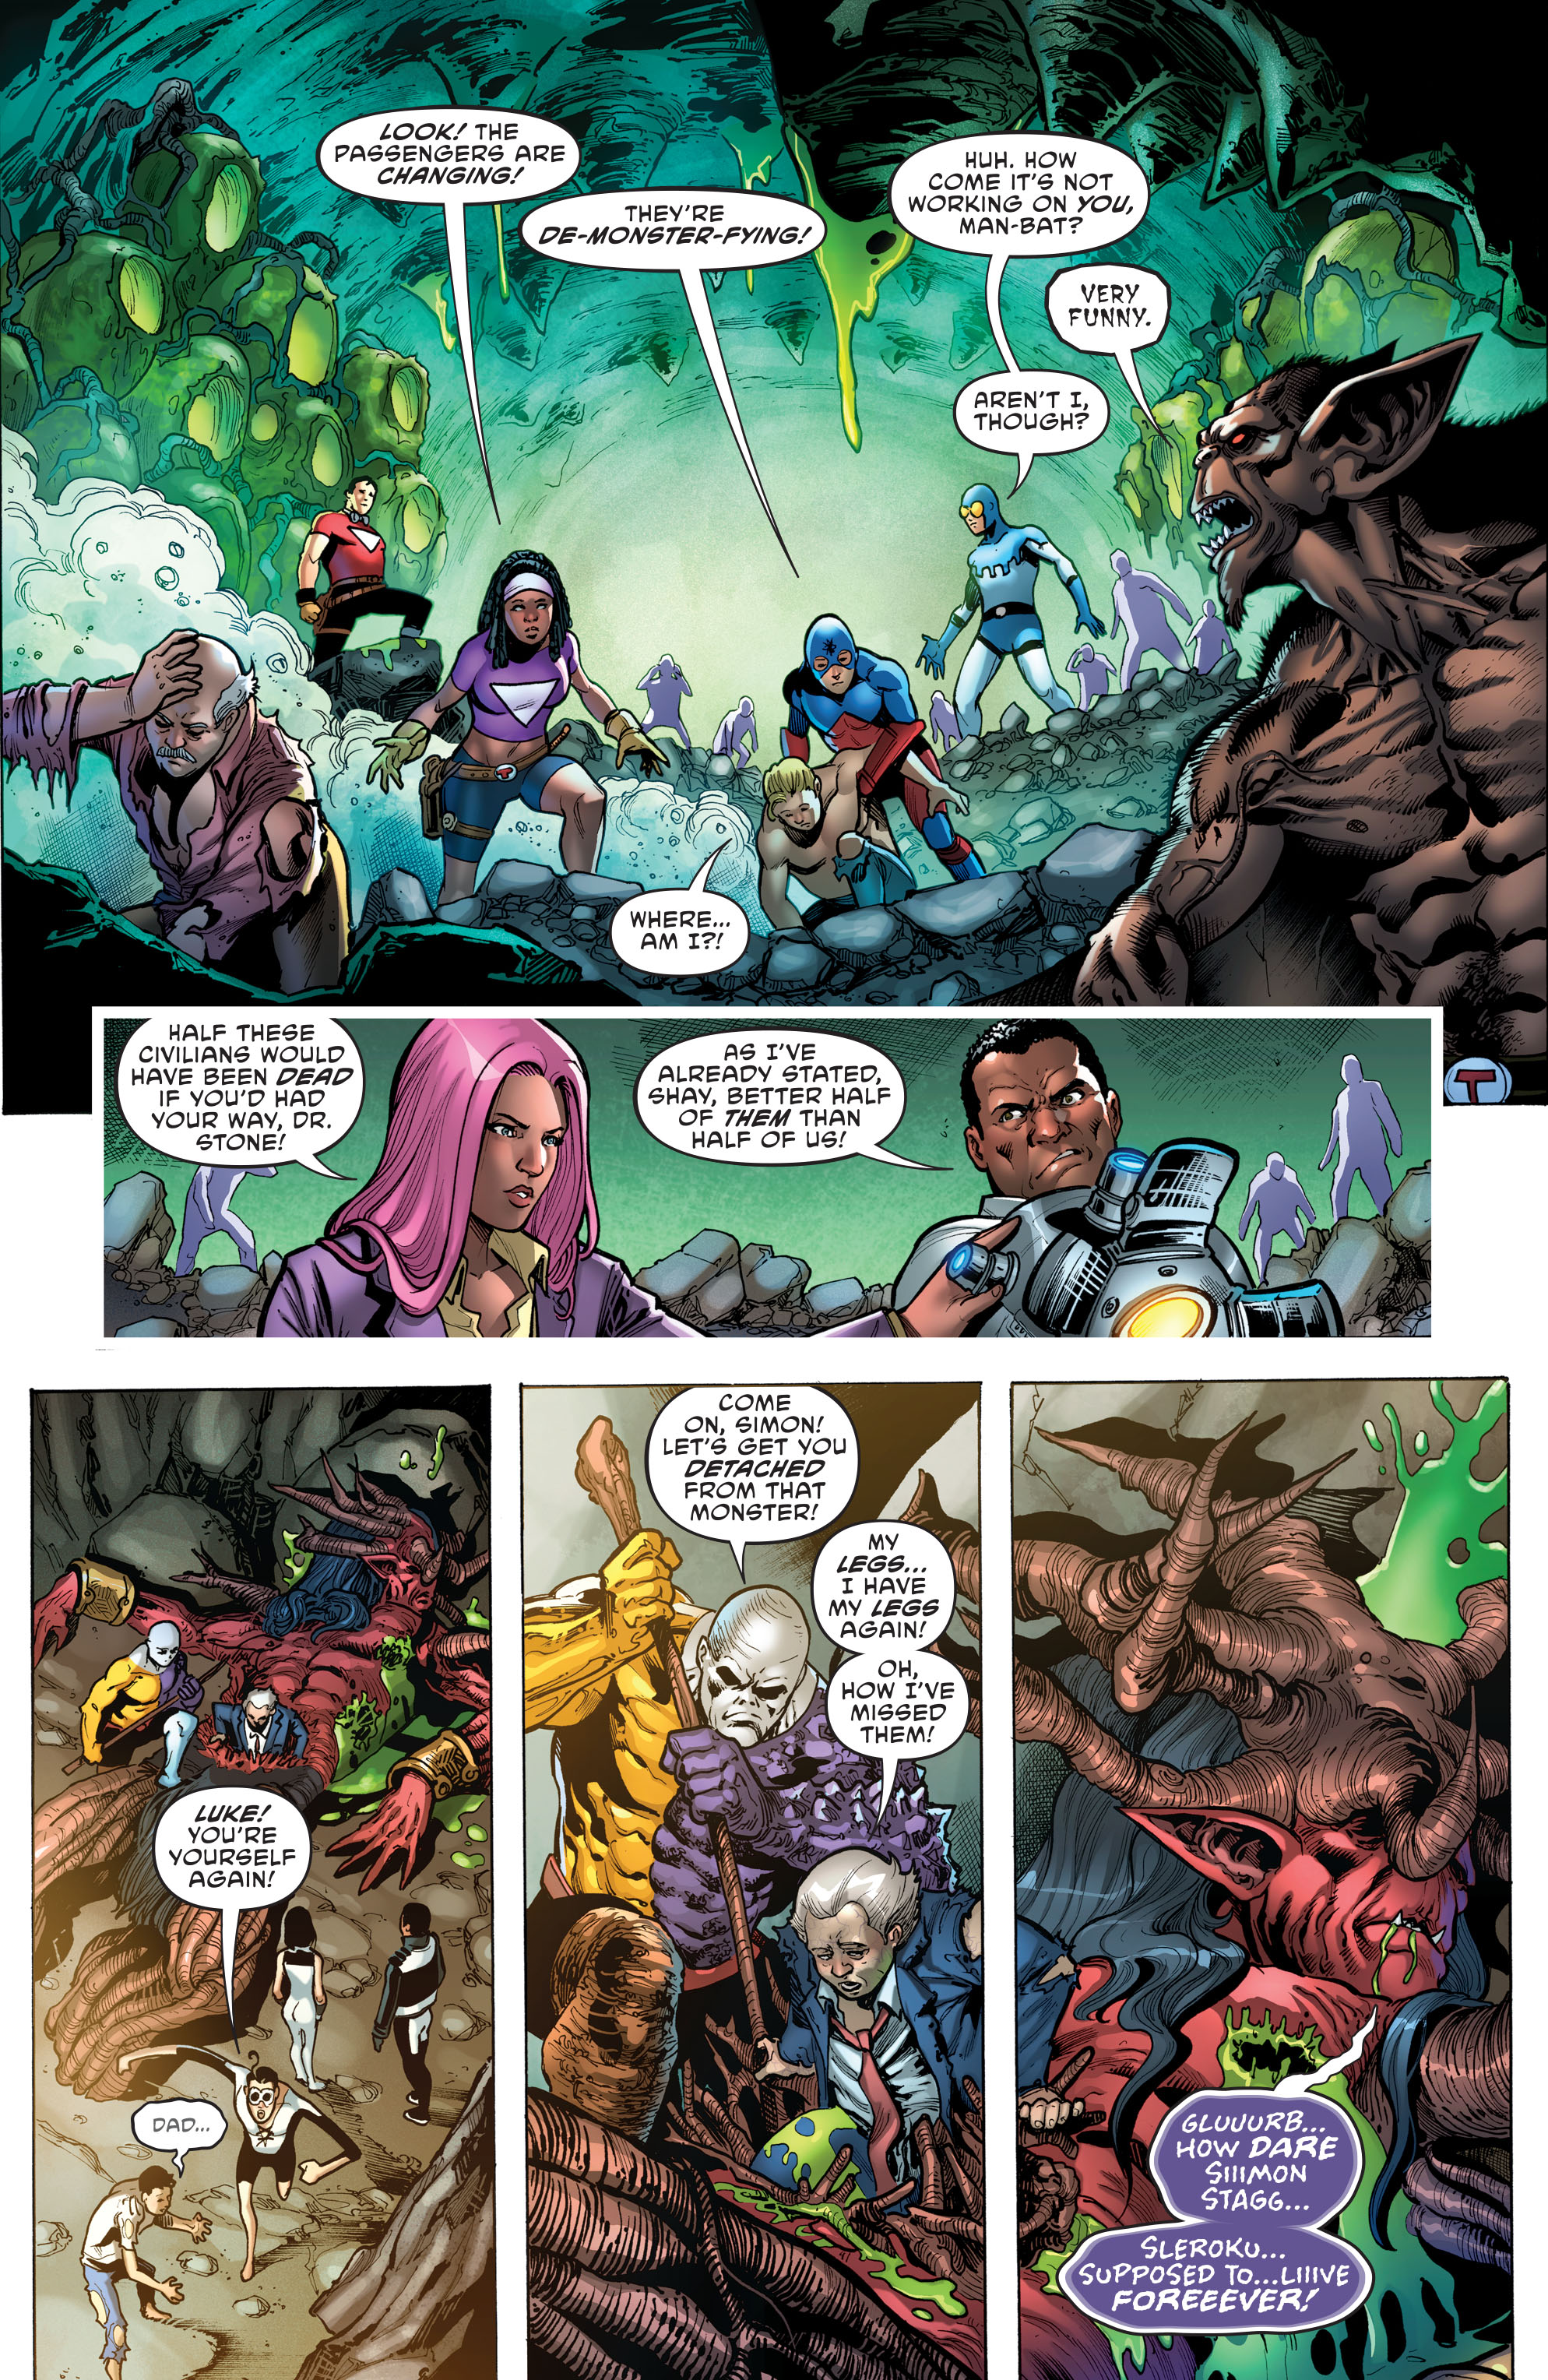 LOOK! THE
PASSENGERS ARE
CHANGING!
THEY'RE
DE-MONSTER-FYING!
HUH. HOW
COME IT'S NOT
WORKING ON YOU,
MAN-BAT?
VERY
FUNNY.
AREN'T I,
THOUGH?
WHERE...
AM I?!
T
T
HALF THESE
CIVILIANS WOULD
HAVE BEEN DEAD
IF YOU'D HAD
YOUR WAY, DR.
STONE!
AS I'VE
ALREADY STATED,
SHAY, BETTER HALF
OF THEM THAN
HALF OF US!
LUKE!
YOU'RE
YOURSELF
AGAIN!
DAD...
COME
ON, SIMON!
LET'S GET YOU
DETACHED
FROM THAT
MONSTER!
MY
LEGS...
I HAVE
MY LEGS
AGAIN!
OH,
HOW I'VE
MISSED
THEM!
GLUUURB...
HOW DARE
SIIIMON
STAGG...
SLEROKU...
SUPPOSED TO...LIIIVE
FOREEEVER!